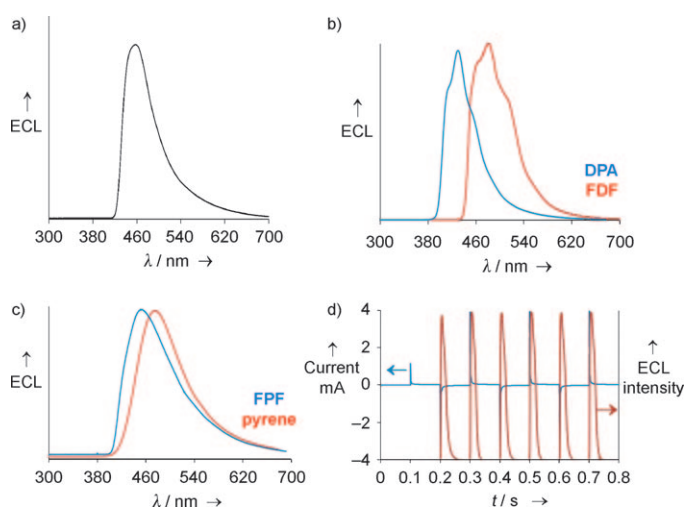 a)
ECL →
300 380 460 540 620 700
λ / nm →
b)
ECL →
DPA
FDF
300 380 460 540 620 700
λ / nm →
c)
ECL →
FPF
pyrene
300 380 460 540 620 700
λ / nm →
d)
4
2
0
–2
–4
Current
mA
4
ECL
intensity
0 0.1 0.2 0.3 0.4 0.5 0.6 0.7 0.8
t / s →